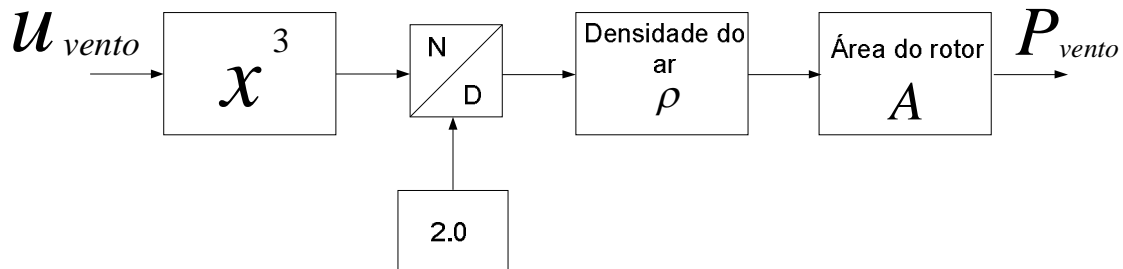 u vento
x 3
N
D
2.0
Densidade do
ar
ρ
Área do rotor
A
P vento